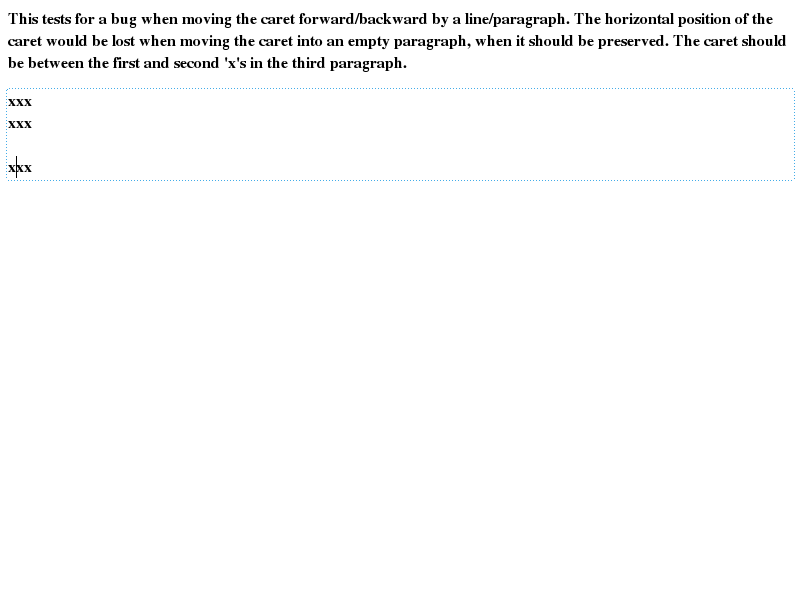 This tests for a bug when moving the caret forward/backward by a line/paragraph. The horizontal position of the
caret would be lost when moving the caret into an empty paragraph, when it should be preserved. The caret should
be between the first and second 'x's in the third paragraph.
xxx
xxx
xxx